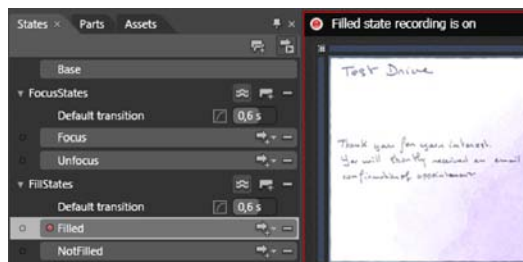 States × Parts Assets
Filled state recording is on
Base
FocusStates
Default transition 0,6 s
Focus
Unfocus
FillStates
Default transition 0,6 s
Filled
NotFilled
Test Drive
Thank you for your interest.
You will shortly received an email
confirmation of appointment